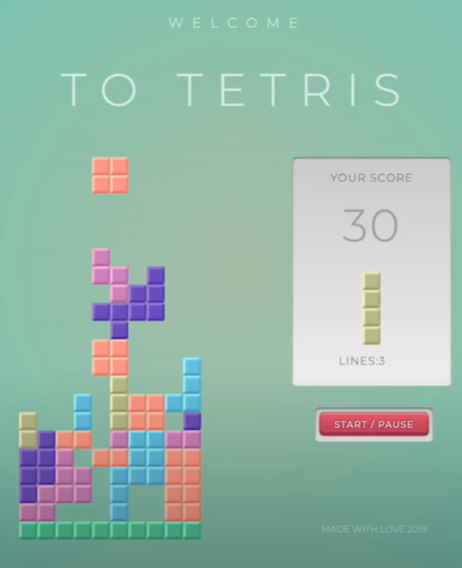 WELCOME
TO TETRIS
YOUR SCORE
30
LINES:3
START / PAUSE
MADE WITH LOVE 2019